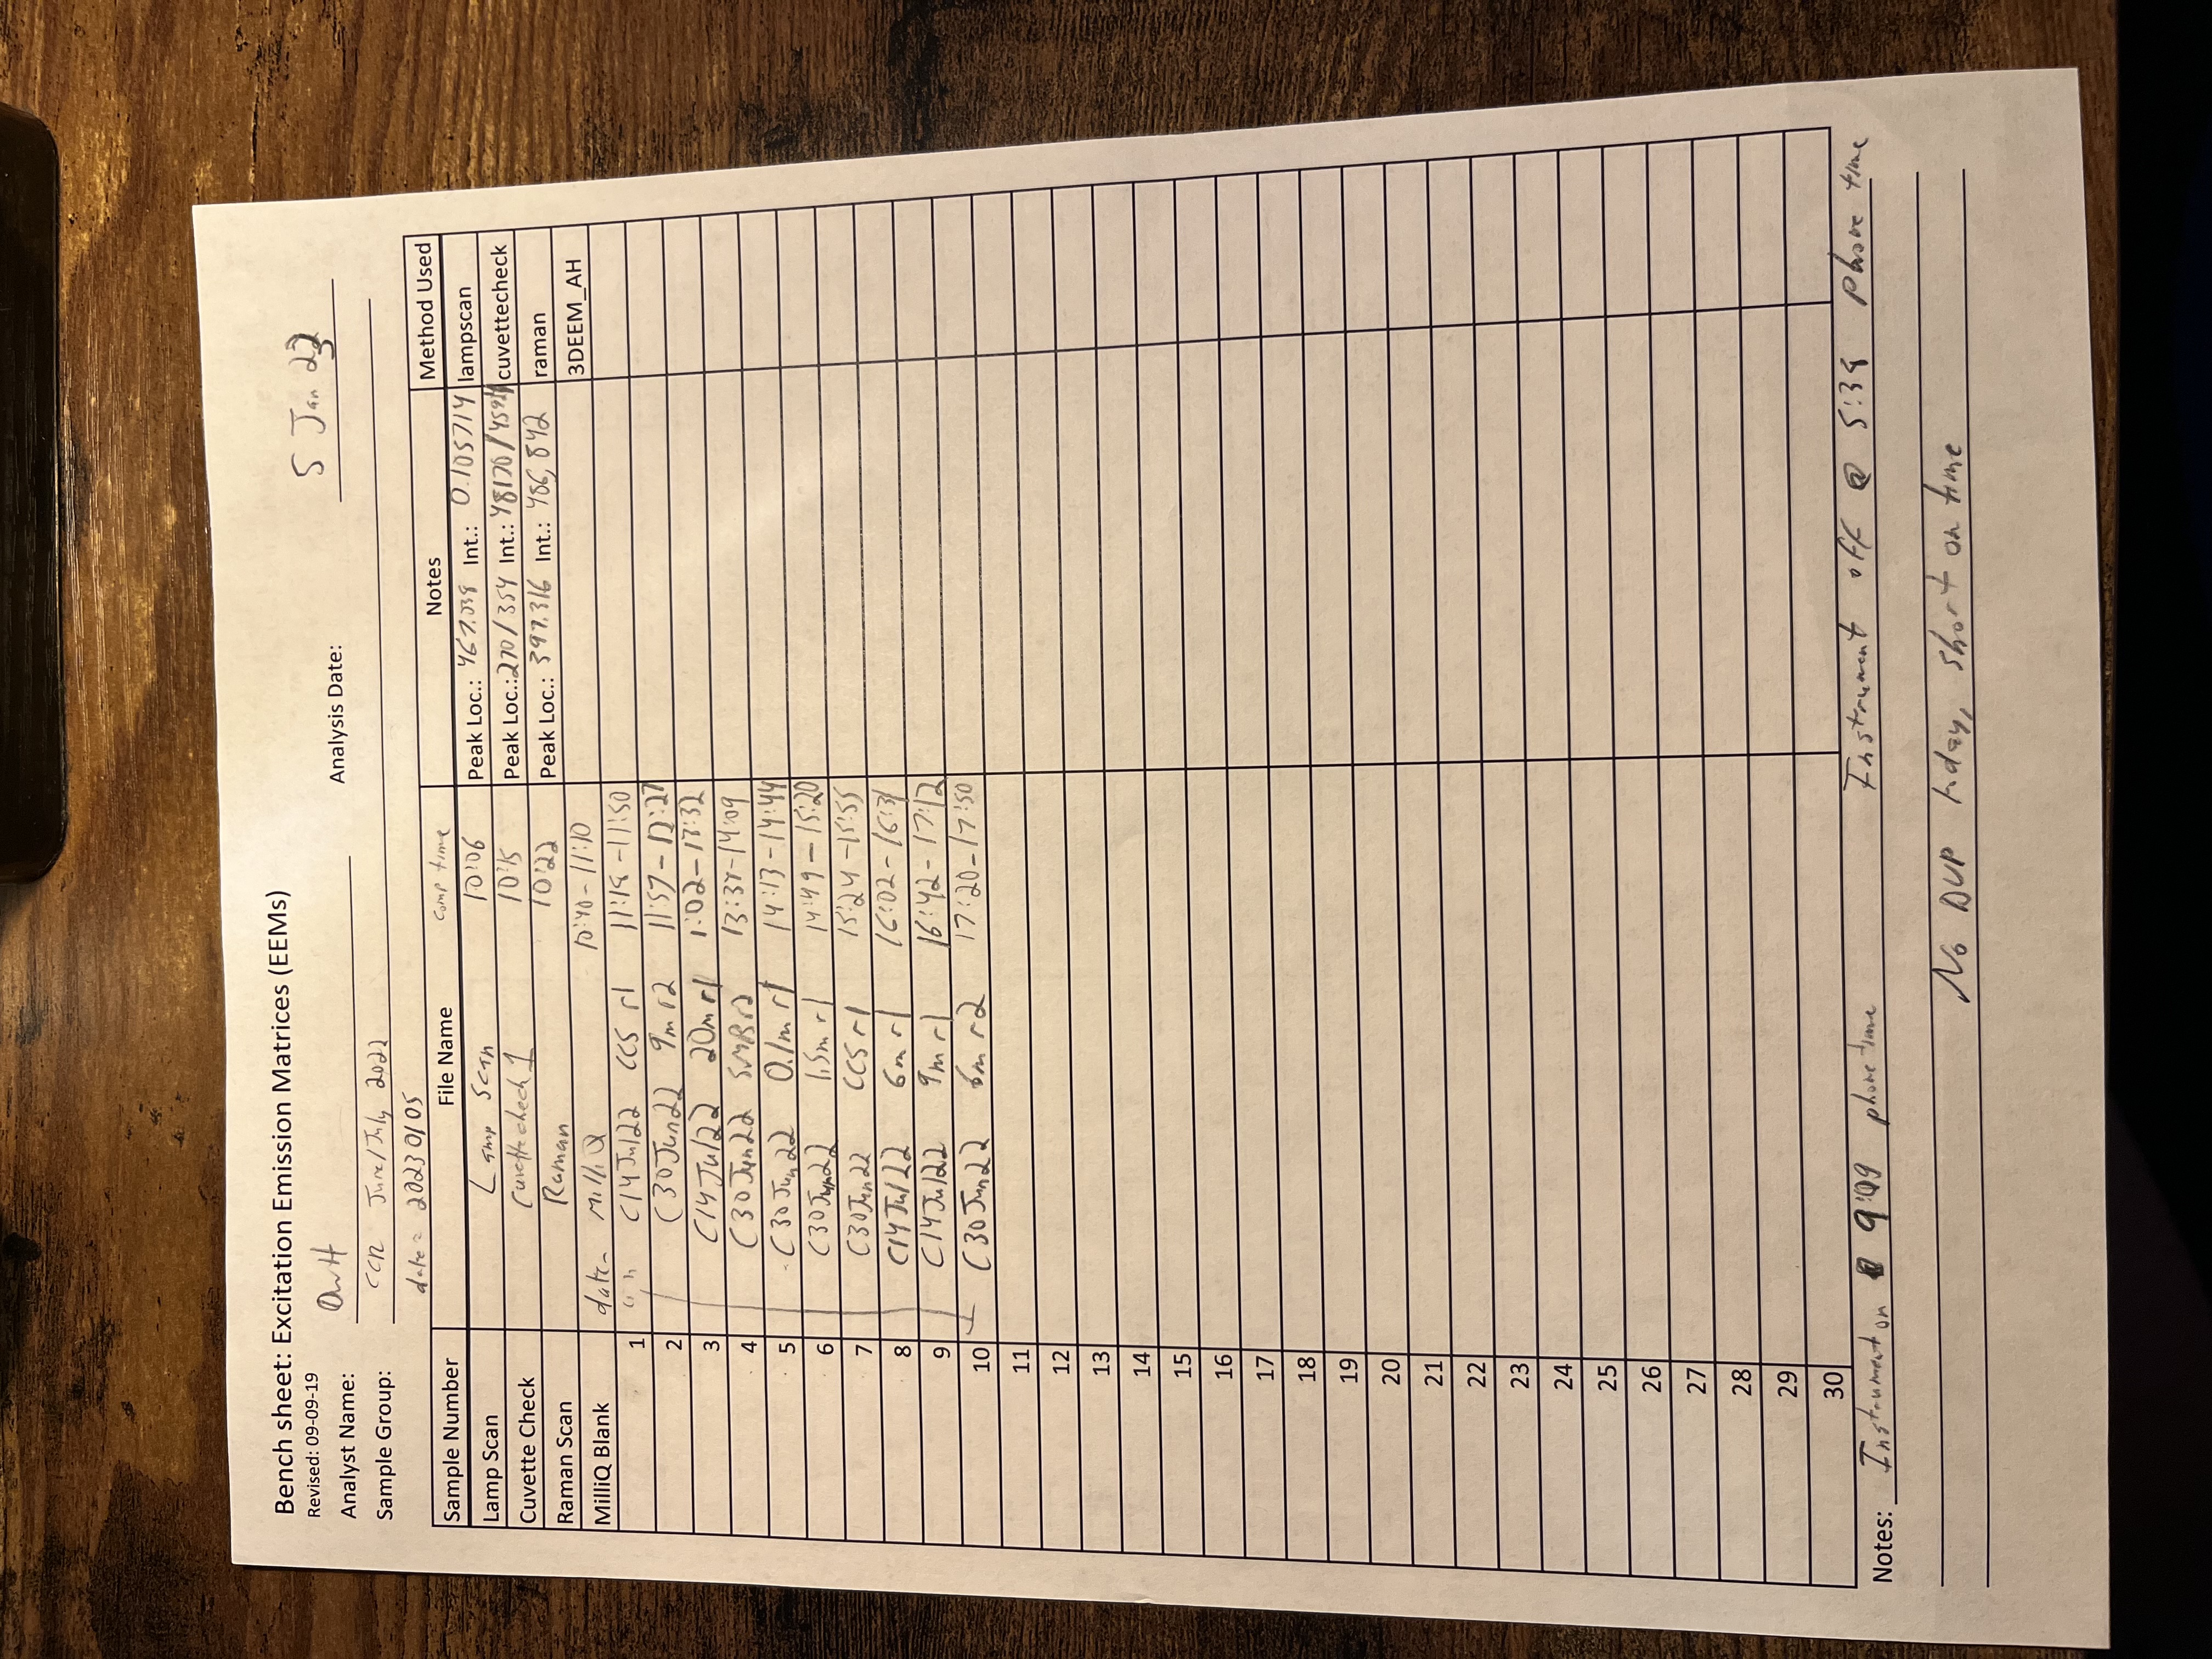 Bench sheet: Excitation Emission Matrices (EEMs)
Revised: 09-09-19
Analyst Name: Analysis Date: 5 Jan 23
Sample Group: CCR June/July 2022
date = 20230105
Sample Number File Name comp time Notes Method Used
Lamp Scan Lamp Scan 10:06 Peak Loc.: 467.038 Int.: 0.105714 lampscan
Cuvette Check cuvettecheck1 10:15 Peak Loc.: 270/354 Int.: 48170/ cuvettecheck
Raman Scan Raman 10:22 Peak Loc.: 397.316 Int.: 486,842 raman
MilliQ Blank date- MilliQ 10:40-11:10 3DEEM_AH
1 " " C14Jul22 CCS r1 11:18-11:50
2 C30Jun22 9m r2 11:57-12:27
3 C14Jul22 20m r1 1:02-13:32
4 C30Jun22 SMB r2 14:09
5 C30Jun22 0.1m r1 14:13-14:44
6 C30Jun22 1.5m r1 14:49-15:20
7 C30Jun22 CCS r1 15:24-15:55
8 C14Jul22 6m r1 16:02-16:31
9 C14Jul22 9m r1 16:42-17:12
10 C30Jun22 6m r2 17:20-17:50
11
12
13
14
15
16
17
18
19
20
21
22
23
24
25
26
27
28
29
30
Notes: Instrument on @ 9:09 phone time Instrument off @ 5:38 phone time
No DUP today, short on time